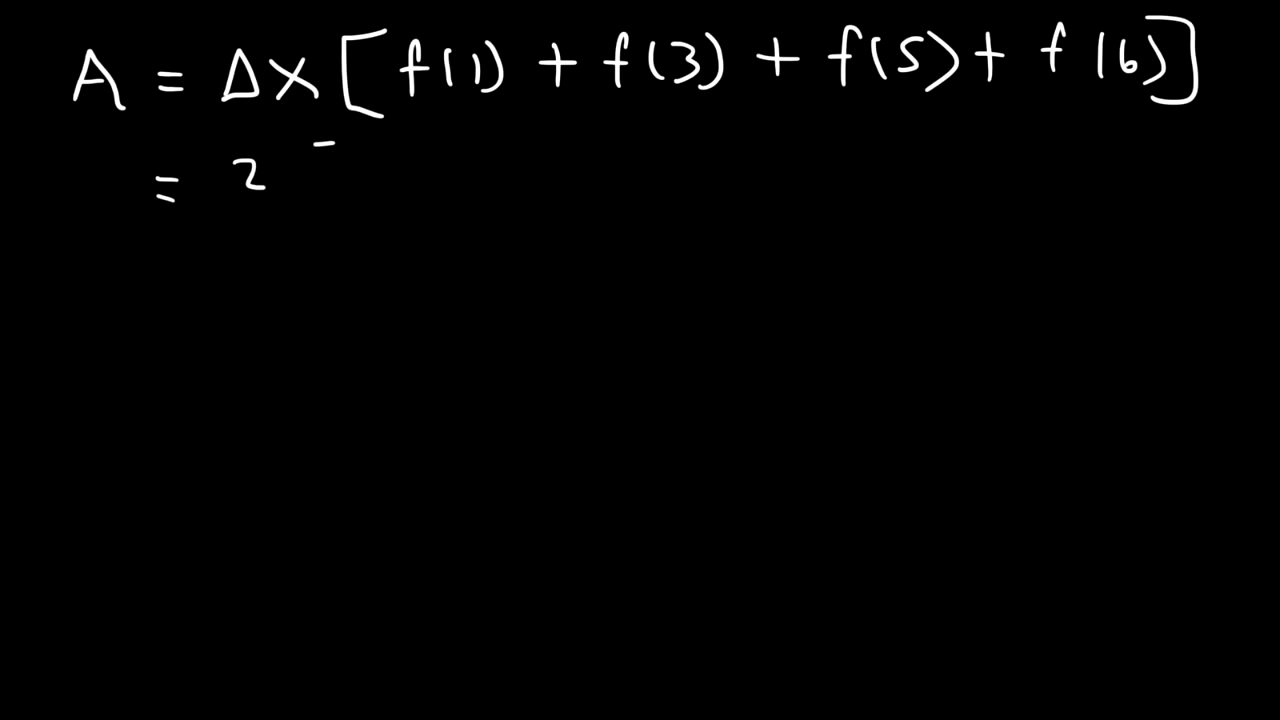 A = Δx [f(1) + f(3) + f(5) + f(6)]
= 2 -